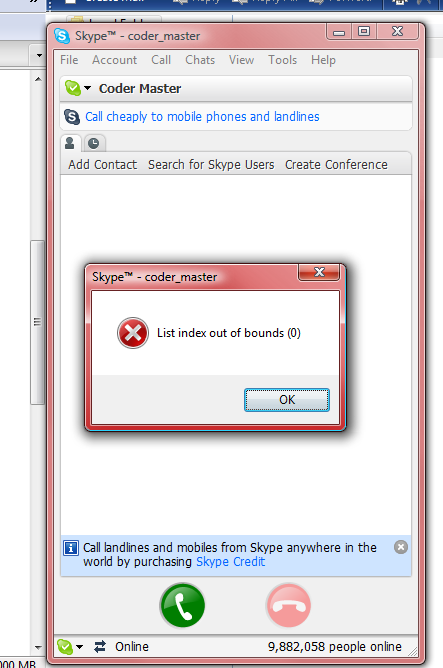 Skype™ - coder_master
File Account Call Chats View Tools Help
Coder Master
Call cheaply to mobile phones and landlines
Add Contact Search for Skype Users Create Conference
Skype™ - coder_master
List index out of bounds (0)
OK
Call landlines and mobiles from Skype anywhere in the
world by purchasing Skype Credit
Online 9,882,058 people online